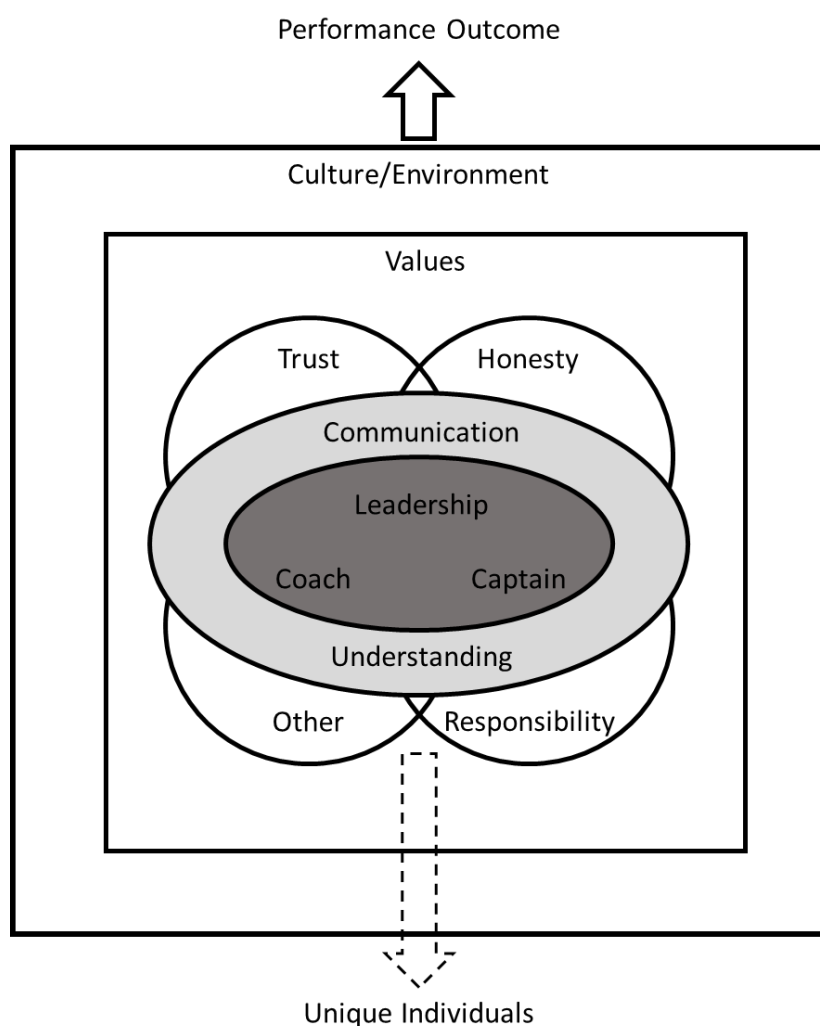 Performance Outcome
Culture/Environment
Values
Trust Honesty
Communication
Leadership
Coach Captain
Understanding
Other Responsibility
Unique Individuals